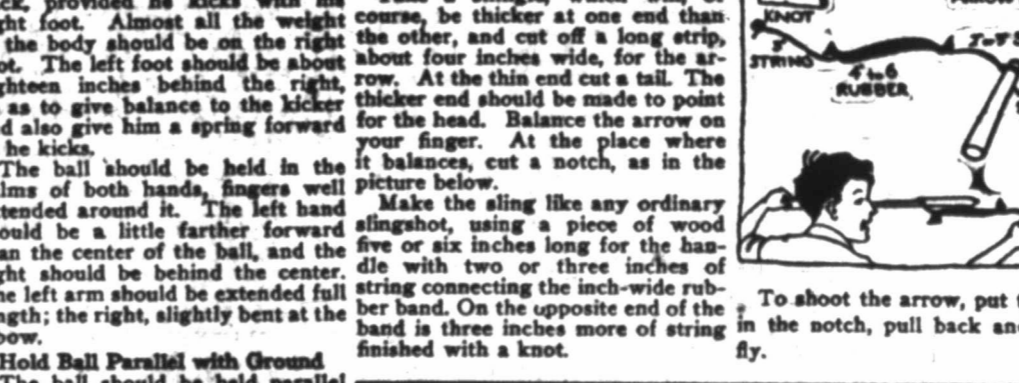 ght foot. Almost all the weight
the body should be on the right
ot. The left foot should be about
ghteen inches behind the right,
as to give balance to the kicker
d also give him a spring forward
he kicks.
The ball should be held in the
lms of both hands, fingers well
tended around it. The left hand
ould be a little farther forward
an the center of the ball, and the
ght should be behind the center.
he left arm should be extended full
ngth; the right, slightly bent at the
bow.
Hold Ball Parallel with Ground
The ball should be held parallel
course, be thicker at one end than
the other, and cut off a long strip,
about four inches wide, for the ar-
row. At the thin end cut a tail. The
thicker end should be made to point
for the head. Balance the arrow on
your finger. At the place where
it balances, cut a notch, as in the
picture below.
Make the sling like any ordinary
slingshot, using a piece of wood
five or six inches long for the han-
dle with two or three inches of
string connecting the inch-wide rub-
ber band. On the opposite end of the
band is three inches more of string
finished with a knot.
KNOT
3"
STRING
4 to 6
RUBBER
To shoot the arrow, put
in the notch, pull back an
fly.